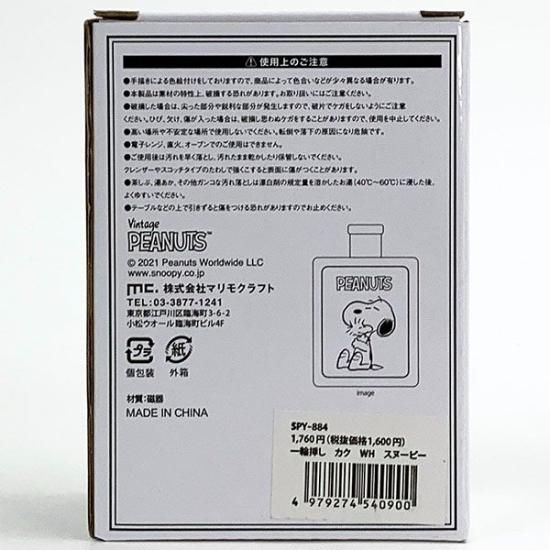 ⚠使用上のご注意
●手描きによる色絵付けをしておりますので、商品によって色合いなどが少々異なる場合が有ります。
●本製品は素材の特性上、破損する恐れがあります。お取り扱いにはご注意ください。
●破損した場合は、尖った部分や鋭利な部分が発生しますので、破片でケガをしないようにご注意
ください。ひび、欠け、傷が入った場合は、破損し思わぬケガをすることがありますので、使用を中止してください。
●高い場所や不安定な場所で使用しないでください。転倒や落下の原因になり危険です。
●電子レンジ、直火、オーブンでのご使用はできません。
●ご使用後は汚れを早く落とし、汚れたまま乾かしたり保管しないでください。
クレンザーやスコッチタイプのたわしで強くこすると表面に傷がつくことがあります。
●茶しぶ、湯あか、その他ガンコな汚れ落としは漂白剤の規定量を溶かしたお湯(40℃〜60℃)に浸した後、
よくゆすいでください。
●テーブルなどの上で引きずると傷をつける恐れがありますのでお止めください。
Vintage
PEANUTS™
© 2021 Peanuts Worldwide LLC
www.snoopy.co.jp
mc. 株式会社マリモクラフト
TEL:03-3877-1241
東京都江戸川区臨海町3-6-2
小松ウオール臨海町ビル4F
プラ 紙
個包装 外箱
材質:磁器
MADE IN CHINA
PEANUTS
image
SPY-884
1,760円(税抜価格1,600円)
一輪挿し カク WH スヌーピー
4 979274 540900